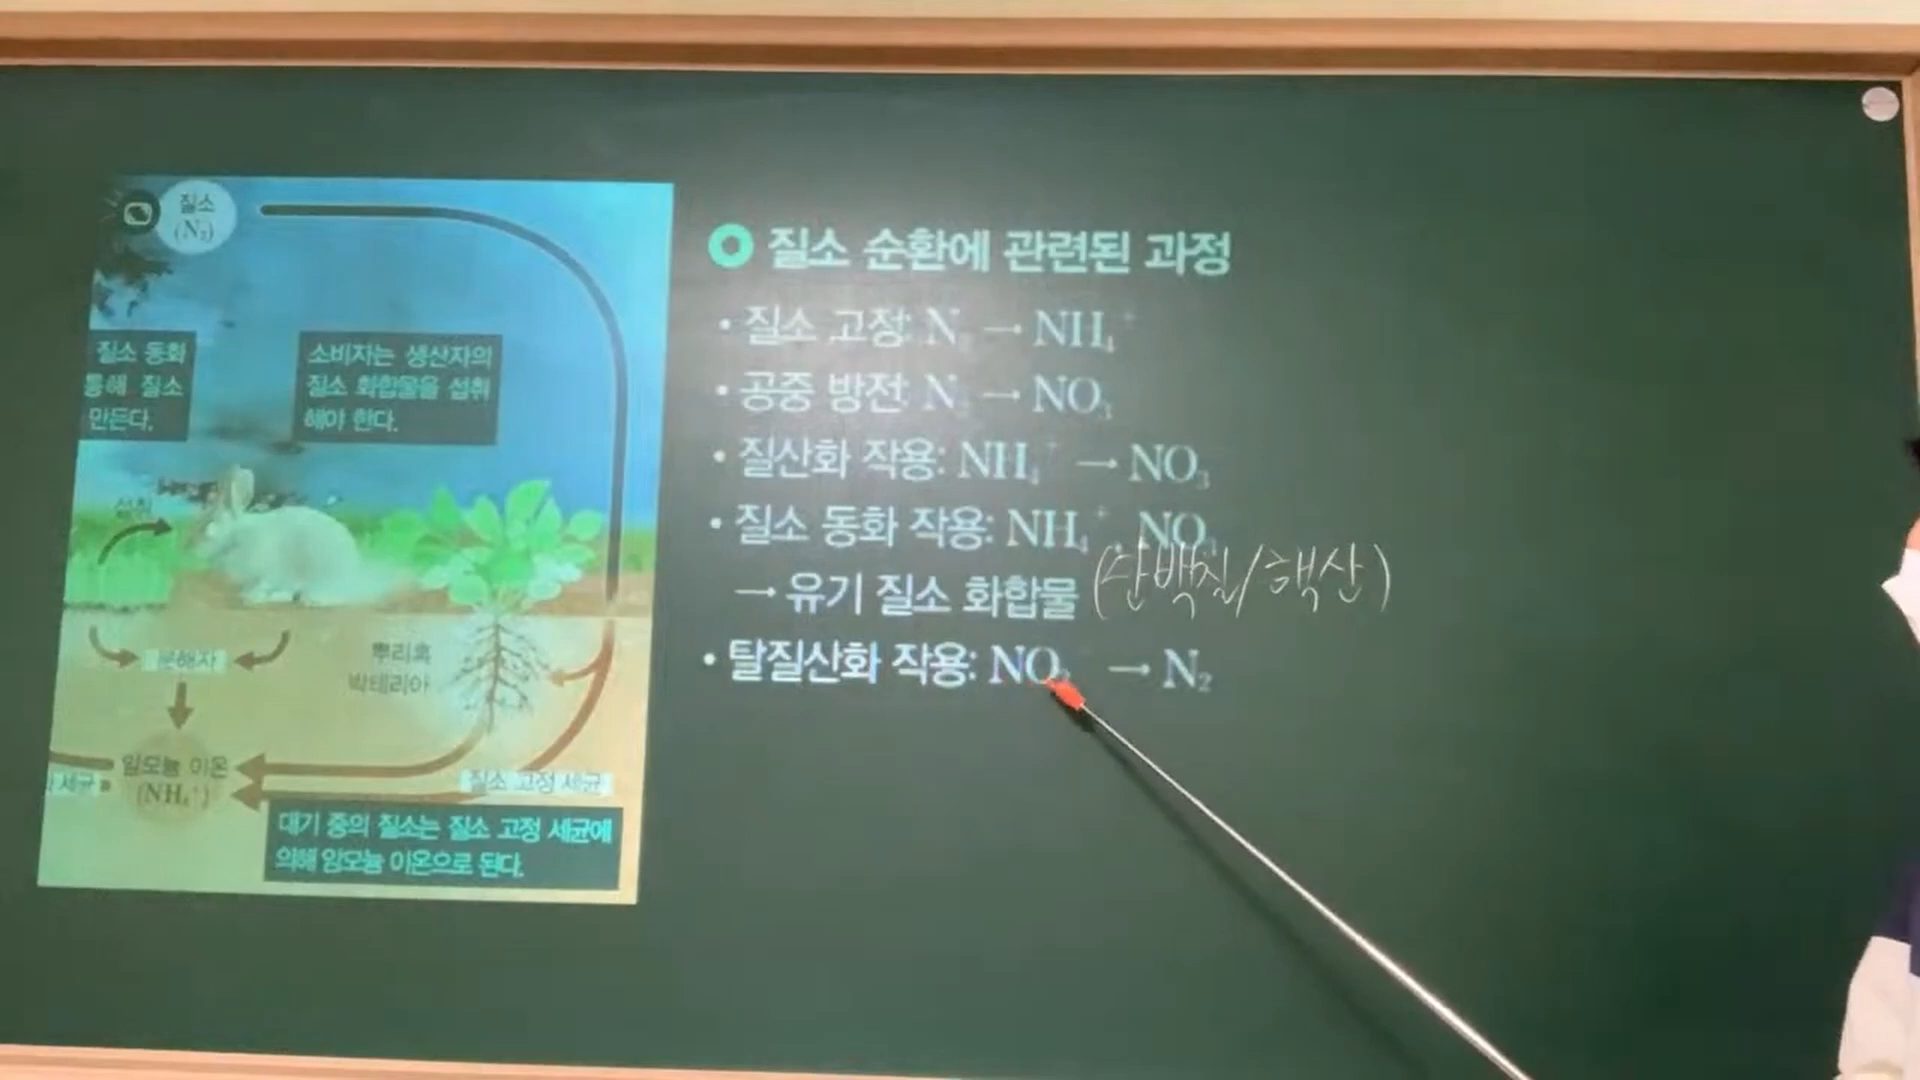 질소
(N₂)
질소 동화
통해 질소
만든다.
소비자는 생산자의
질소 화합물을 섭취
해야 한다.
섭취
분해자
뿌리혹
박테리아
암모늄 이온
(NH₄⁺)
세균
질소 고정 세균
대기 중의 질소는 질소 고정 세균에
의해 암모늄 이온으로 된다.
질소 순환에 관련된 과정
• 질소 고정: N₂ → NH₄⁺
• 공중 방전: N₂ → NO₃
• 질산화 작용: NH₄⁺ → NO₃
• 질소 동화 작용: NH₄⁺, NO₃
→ 유기 질소 화합물 (단백질/핵산)
• 탈질산화 작용: NO₃ → N₂